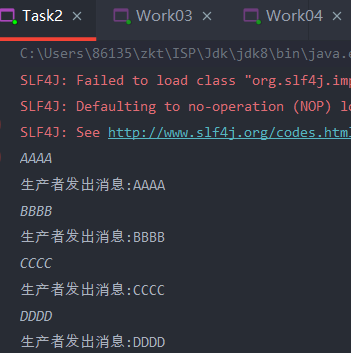 Task2 × Work03 × Work04 ×
C:\Users\86135\zkt\ISP\Jdk\jdk8\bin\java.e
SLF4J: Failed to load class "org.slf4j.imp
SLF4J: Defaulting to no-operation (NOP) lo
SLF4J: See http://www.slf4j.org/codes.html
AAAA
生产者发出消息:AAAA
BBBB
生产者发出消息:BBBB
CCCC
生产者发出消息:CCCC
DDDD
生产者发出消息:DDDD